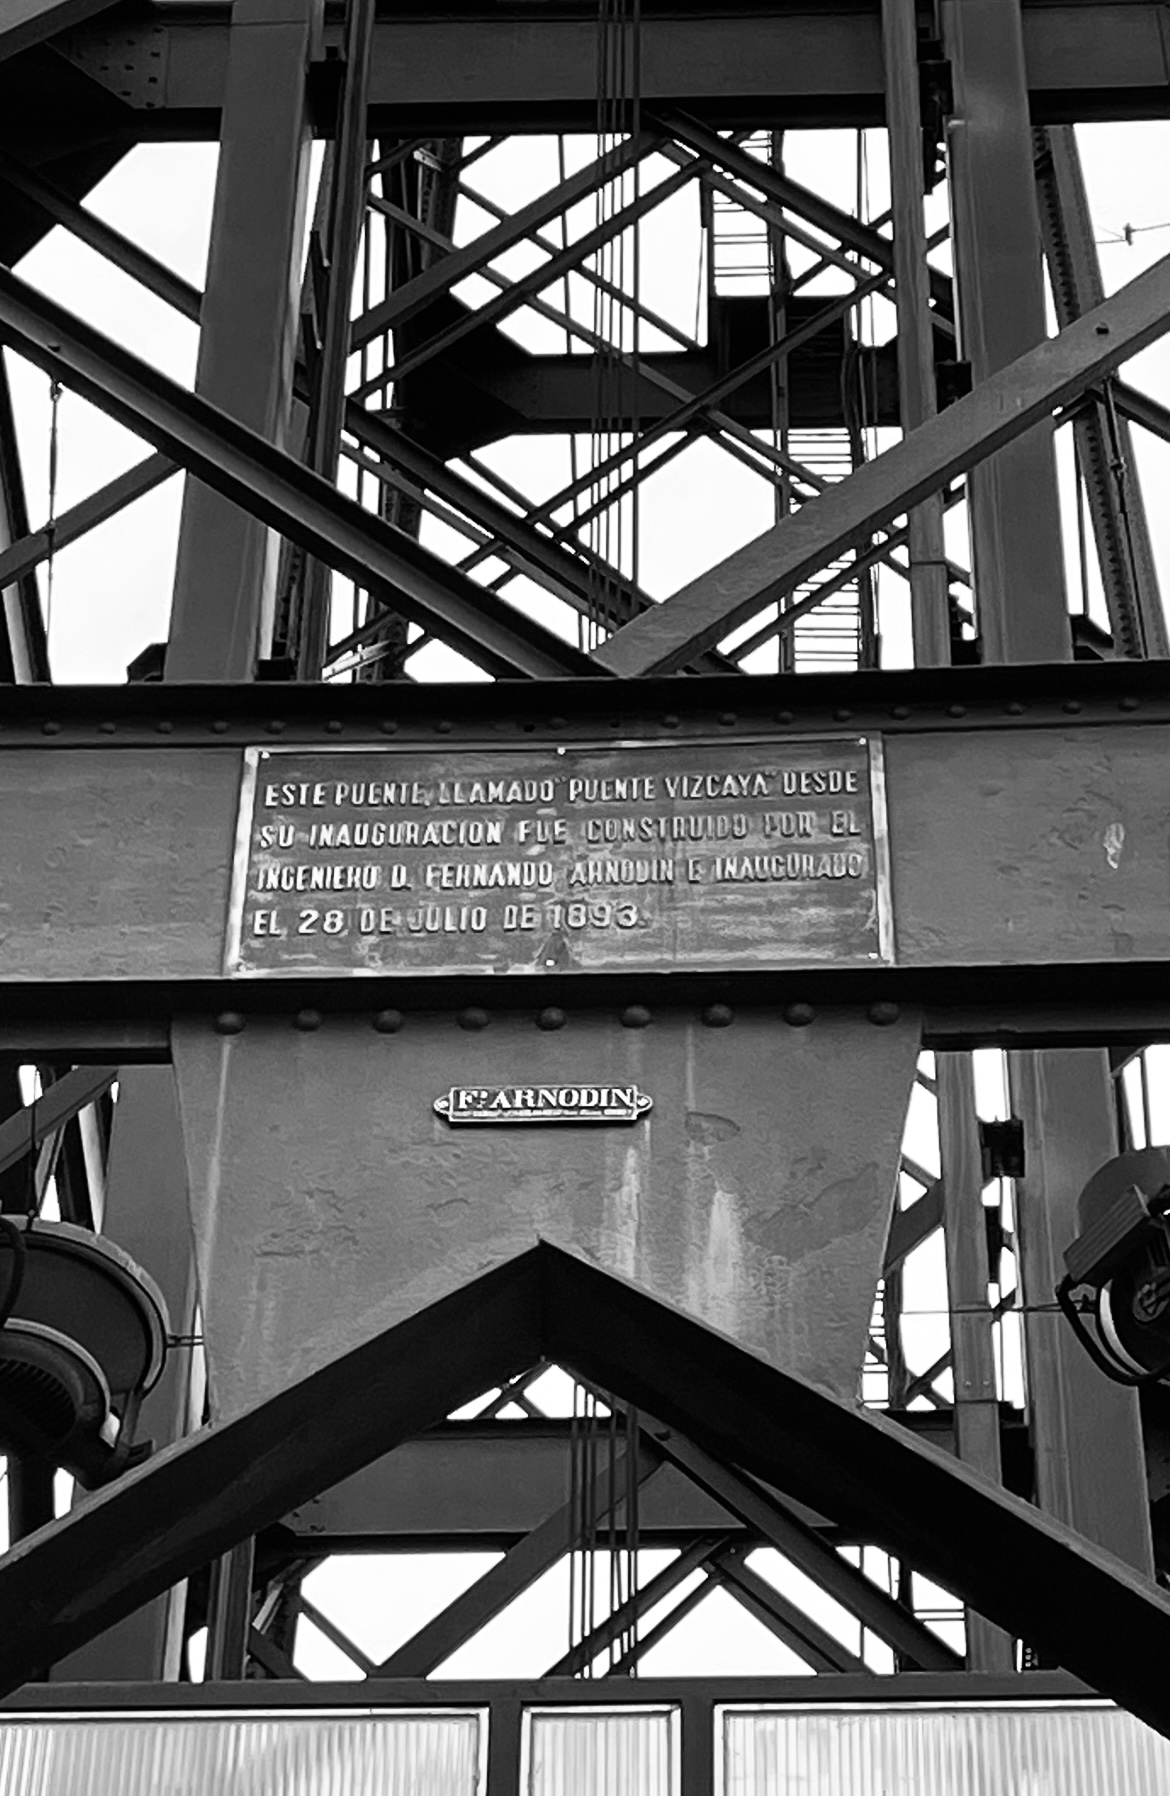 ESTE PUENTE, LLAMADO "PUENTE VIZCAYA" DESDE
SU INAUGURACION FUE CONSTRUIDO POR EL
INGENIERO D. FERNANDO ARNODIN E INAUGURADO
EL 28 DE JULIO DE 1893.
Fd. ARNODIN